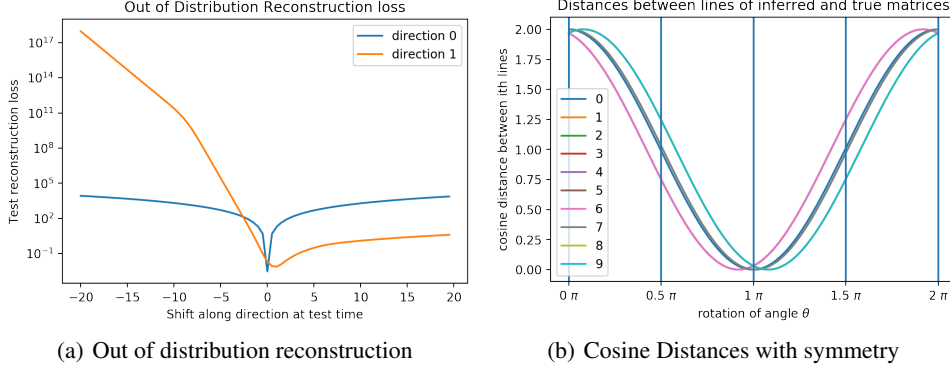 Out of Distribution Reconstruction loss
10^17
10^14
10^11
10^8
10^5
10^2
10^−1
Test reconstruction loss
direction 0
direction 1
−20 −15 −10 −5 0 5 10 15 20
Shift along direction at test time
(a) Out of distribution reconstruction
Distances between lines of inferred and true matrices
2.00
1.75
1.50
1.25
1.00
0.75
0.50
0.25
0.00
cosine distance between ith lines
0
1
2
3
4
5
6
7
8
9
0 π 0.5 π 1 π 1.5 π 2 π
rotation of angle θ
(b) Cosine Distances with symmetry